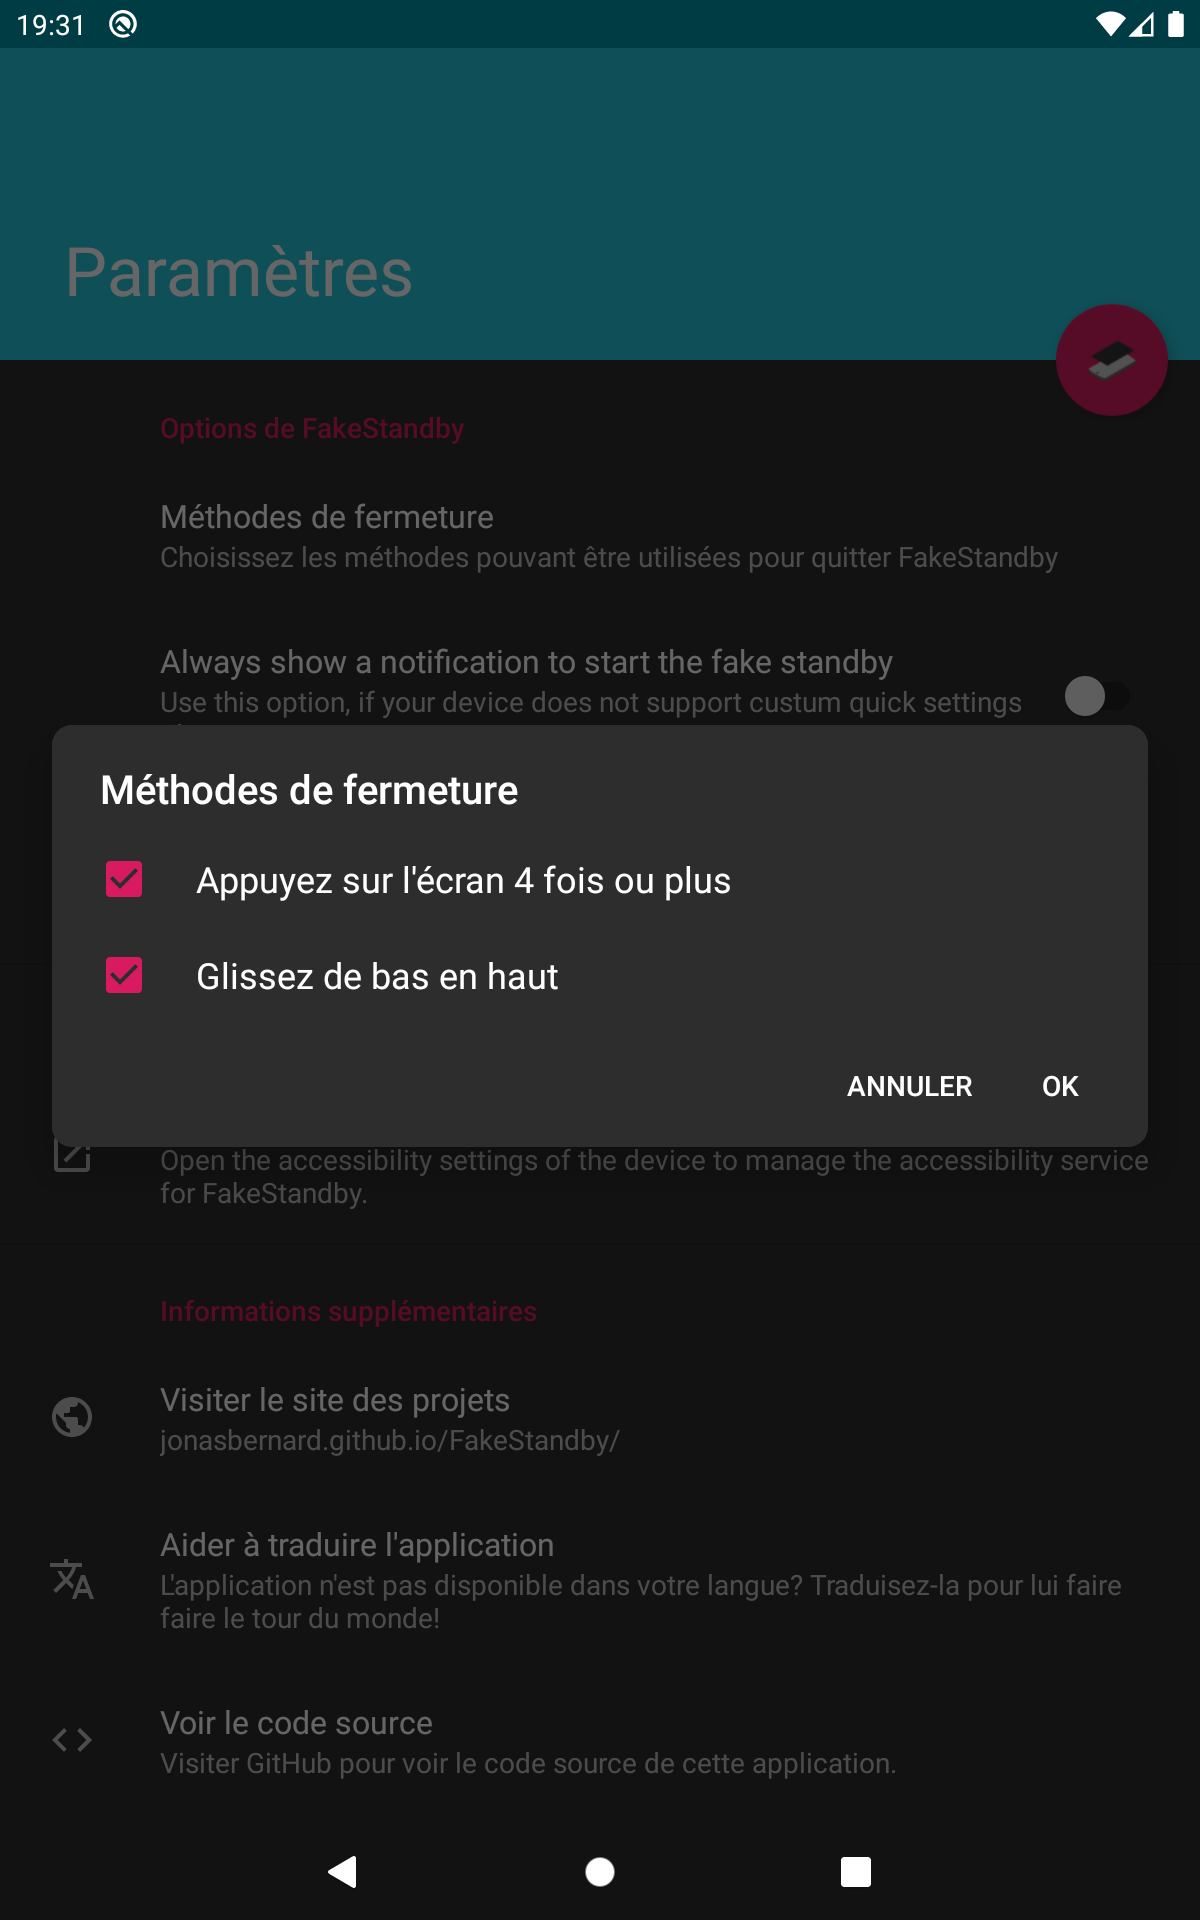 19:31
Paramètres
Options de FakeStandby
Méthodes de fermeture
Choisissez les méthodes pouvant être utilisées pour quitter FakeStandby
Always show a notification to start the fake standby
Use this option, if your device does not support custum quick settings
Méthodes de fermeture
Appuyez sur l'écran 4 fois ou plus
Glissez de bas en haut
ANNULER OK
Open the accessibility settings of the device to manage the accessibility service
for FakeStandby.
Informations supplémentaires
Visiter le site des projets
jonasbernard.github.io/FakeStandby/
Aider à traduire l'application
L'application n'est pas disponible dans votre langue? Traduisez-la pour lui faire
faire le tour du monde!
Voir le code source
Visiter GitHub pour voir le code source de cette application.